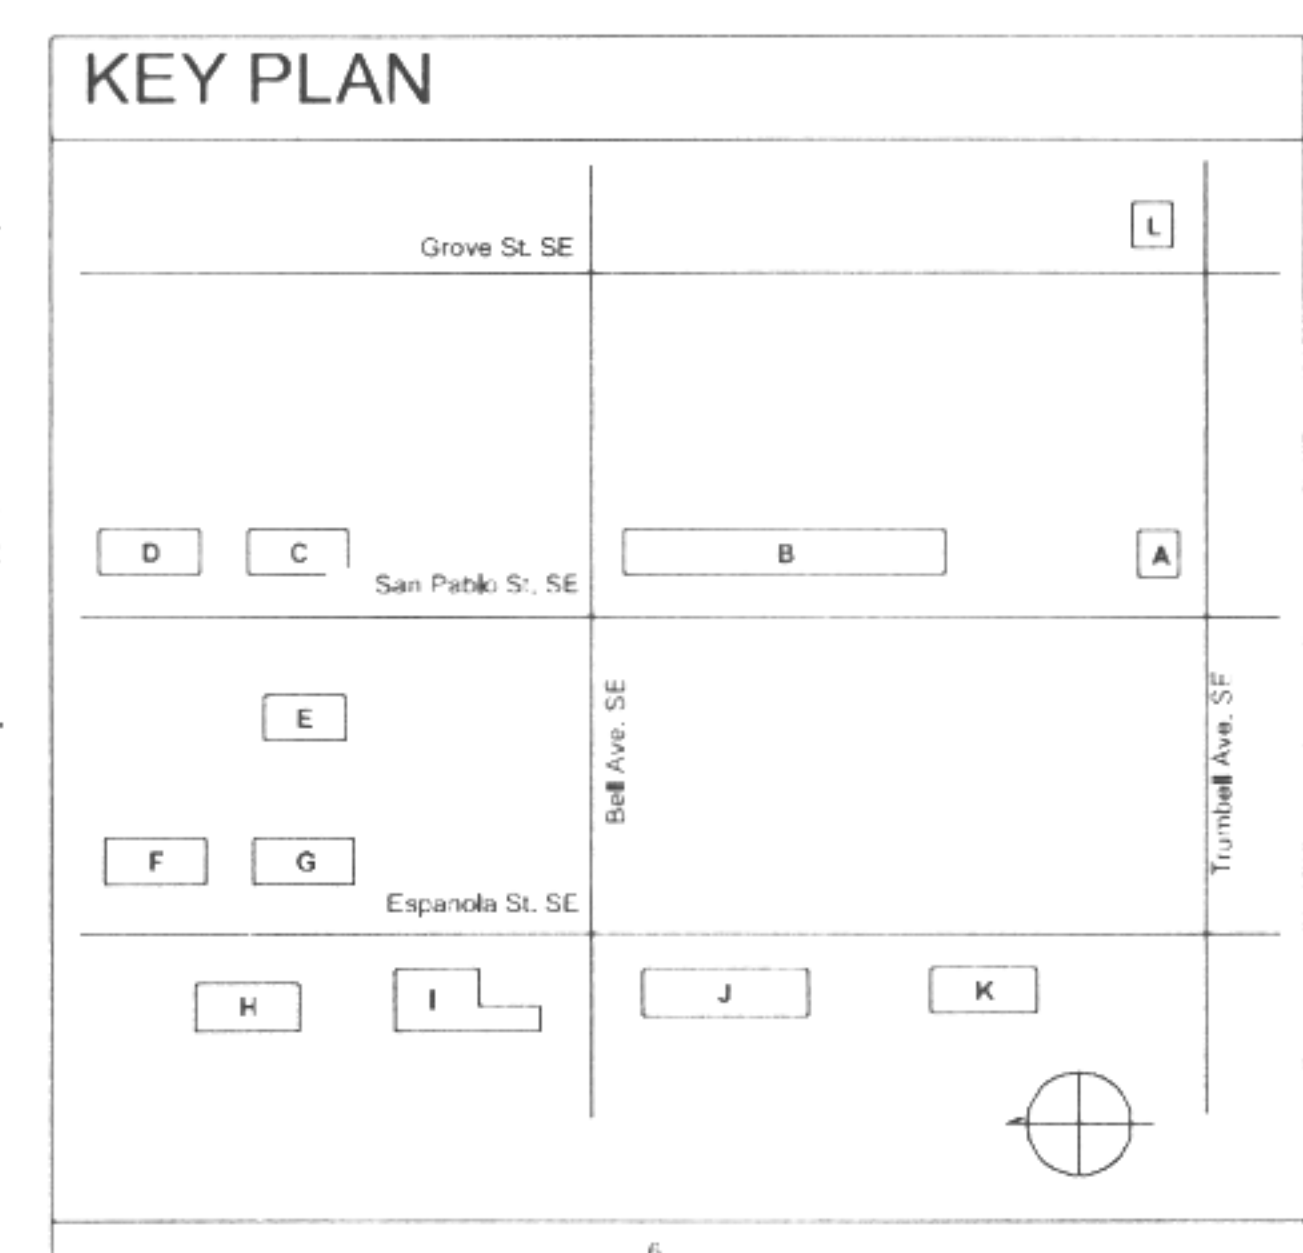 KEY PLAN
L
Grove St. SE
D
C
B
A
San Pablo St. SE
E
Bell Ave. SE
Trumbell Ave. SE
F
G
Espanola St. SE
H
I
J
K
6